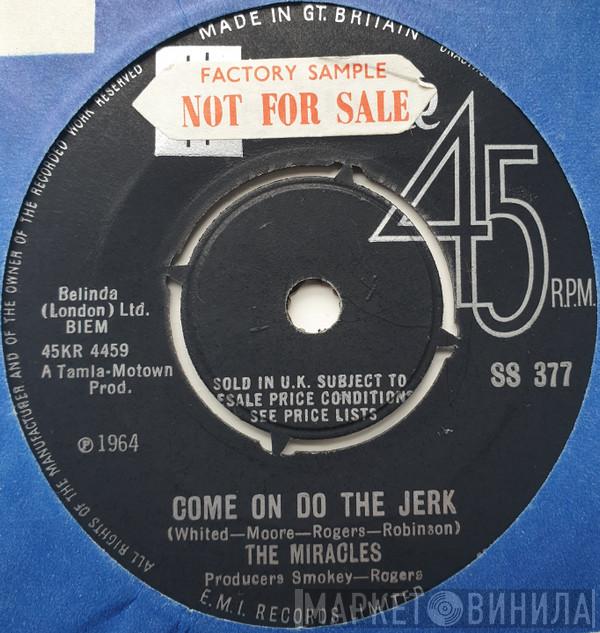 MADE IN GT. BRITAIN
FACTORY SAMPLE
NOT FOR SALE
45
R.P.M.
Belinda
(London) Ltd.
BIEM
45KR 4459
A Tamla-Motown
Prod.
℗ 1964
SS 377
SOLD IN U.K. SUBJECT TO
ESALE PRICE CONDITIONS
SEE PRICE LISTS
COME ON DO THE JERK
(Whited—Moore—Rogers—Robinson)
THE MIRACLES
Producers Smokey—Rogers
E.M.I. RECORDS LIMITED
ALL RIGHTS OF THE MANUFACTURER AND OF THE OWNER OF THE RECORDED WORK RESERVED
МАРКЕТ ВИНИЛА